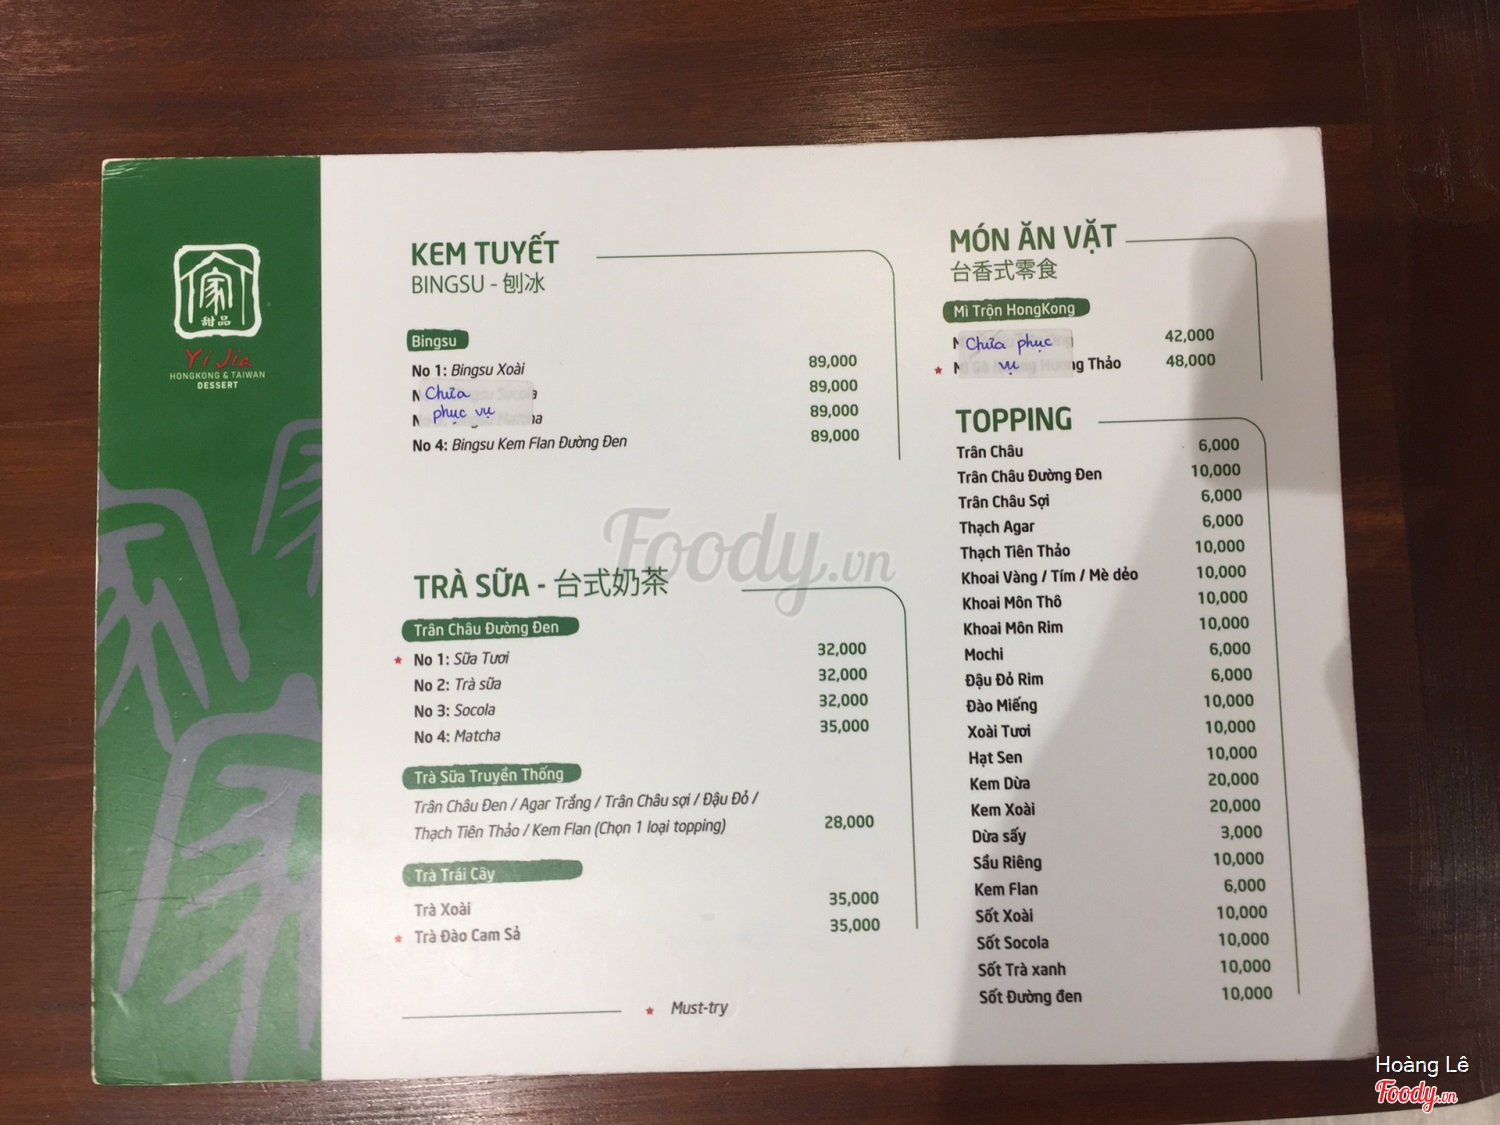 家
甜品
Yi Jia
HONGKONG & TAIWAN
DESSERT
KEM TUYẾT
BINGSU - 刨冰
Bingsu
No 1: Bingsu Xoài 89,000
Chưa 89,000
phục vụ 89,000
No 4: Bingsu Kem Flan Đường Đen 89,000
TRÀ SỮA - 台式奶茶
Trân Châu Đường Đen
No 1: Sữa Tươi 32,000
No 2: Trà sữa 32,000
No 3: Socola 32,000
No 4: Matcha 35,000
Trà Sữa Truyền Thống
Trân Châu Đen / Agar Trắng / Trân Châu sợi / Đậu Đỏ /
Thạch Tiên Thảo / Kem Flan (Chọn 1 loại topping) 28,000
Trà Trái Cây
Trà Xoài 35,000
Trà Đào Cam Sả 35,000
Must-try
MÓN ĂN VẶT
台香式零食
Mì Trộn HongKong
Chưa phục 42,000
vụ Thảo 48,000
TOPPING
Trân Châu 6,000
Trân Châu Đường Đen 10,000
Trân Châu Sợi 6,000
Thạch Agar 6,000
Thạch Tiên Thảo 10,000
Khoai Vàng / Tím / Mè dẻo 10,000
Khoai Môn Thô 10,000
Khoai Môn Rim 10,000
Mochi 6,000
Đậu Đỏ Rim 6,000
Đào Miếng 10,000
Xoài Tươi 10,000
Hạt Sen 10,000
Kem Dừa 20,000
Kem Xoài 20,000
Dừa sấy 3,000
Sầu Riêng 10,000
Kem Flan 6,000
Sốt Xoài 10,000
Sốt Socola 10,000
Sốt Trà xanh 10,000
Sốt Đường đen 10,000
Foody.vn
Hoàng Lê
Foody.vn